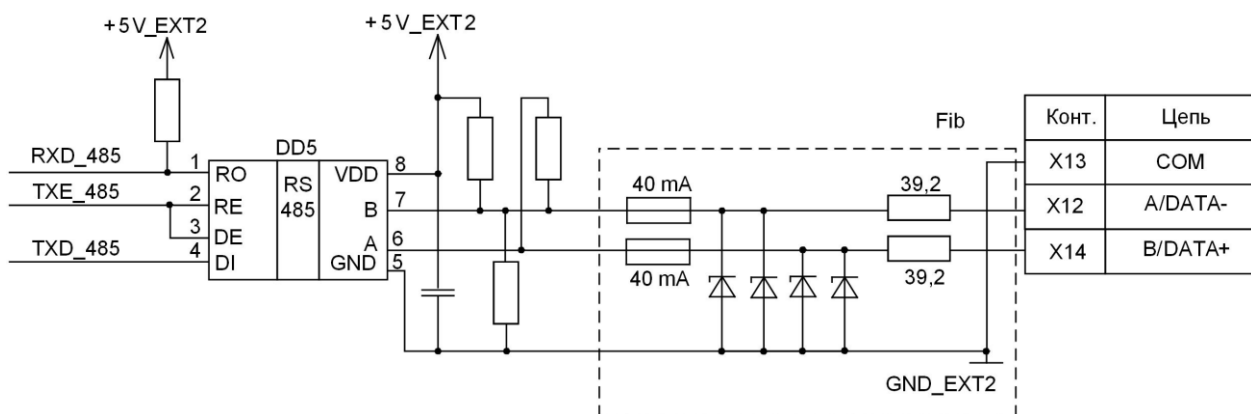 +5V_EXT2
+5V_EXT2
Fib
Конт. Цепь
RXD_485
1
DD5
8
X13 COM
RO
RS
485
VDD
TXE_485
2
RE
40 mA
39,2
X12 A/DATA-
B
7
3
DE
A
6
X14 B/DATA+
TXD_485
4
DI
GND
5
40 mA
39,2
GND_EXT2